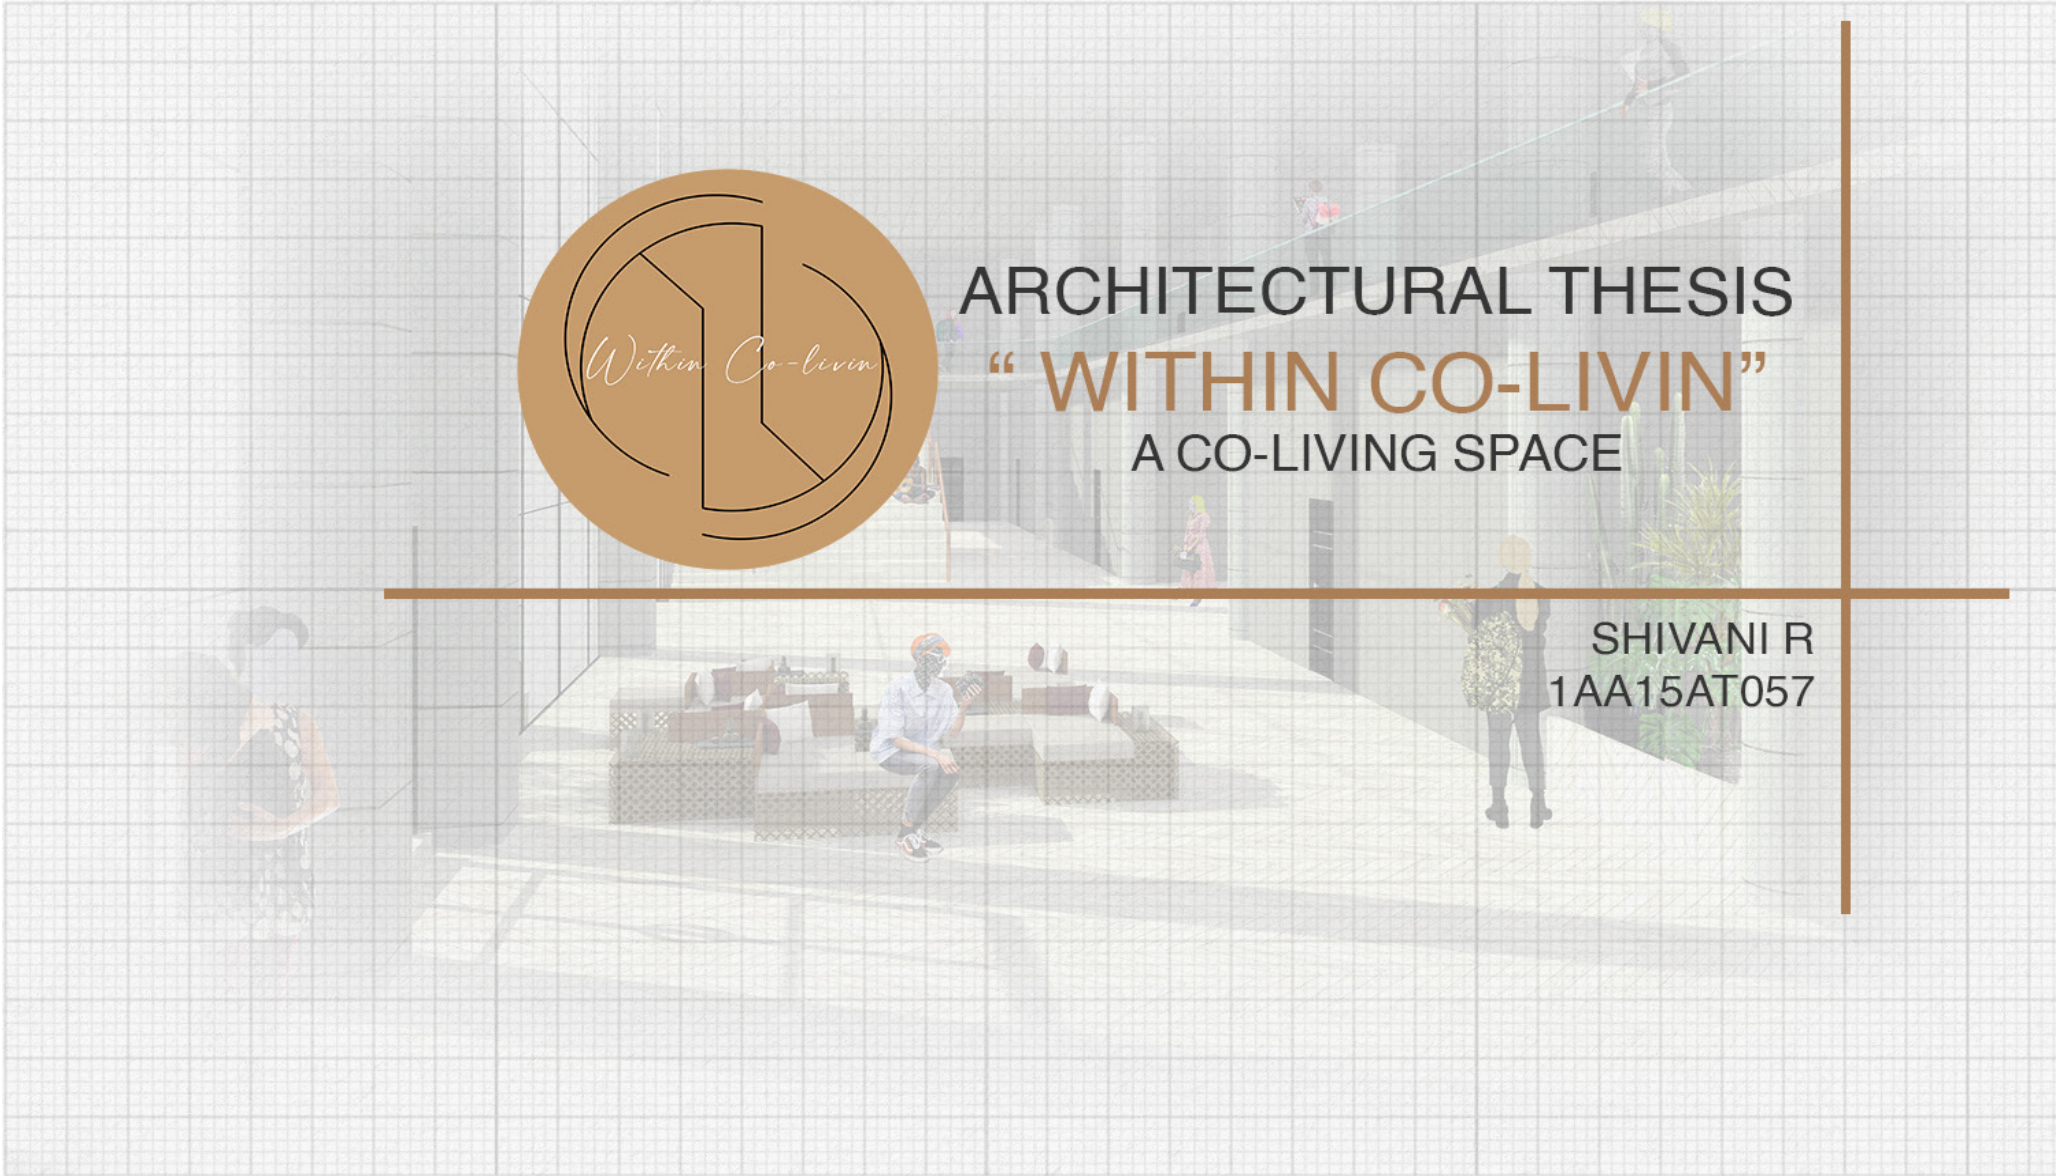 Within Co-livin
ARCHITECTURAL THESIS
“ WITHIN CO-LIVIN”
A CO-LIVING SPACE
SHIVANI R
1AA15AT057